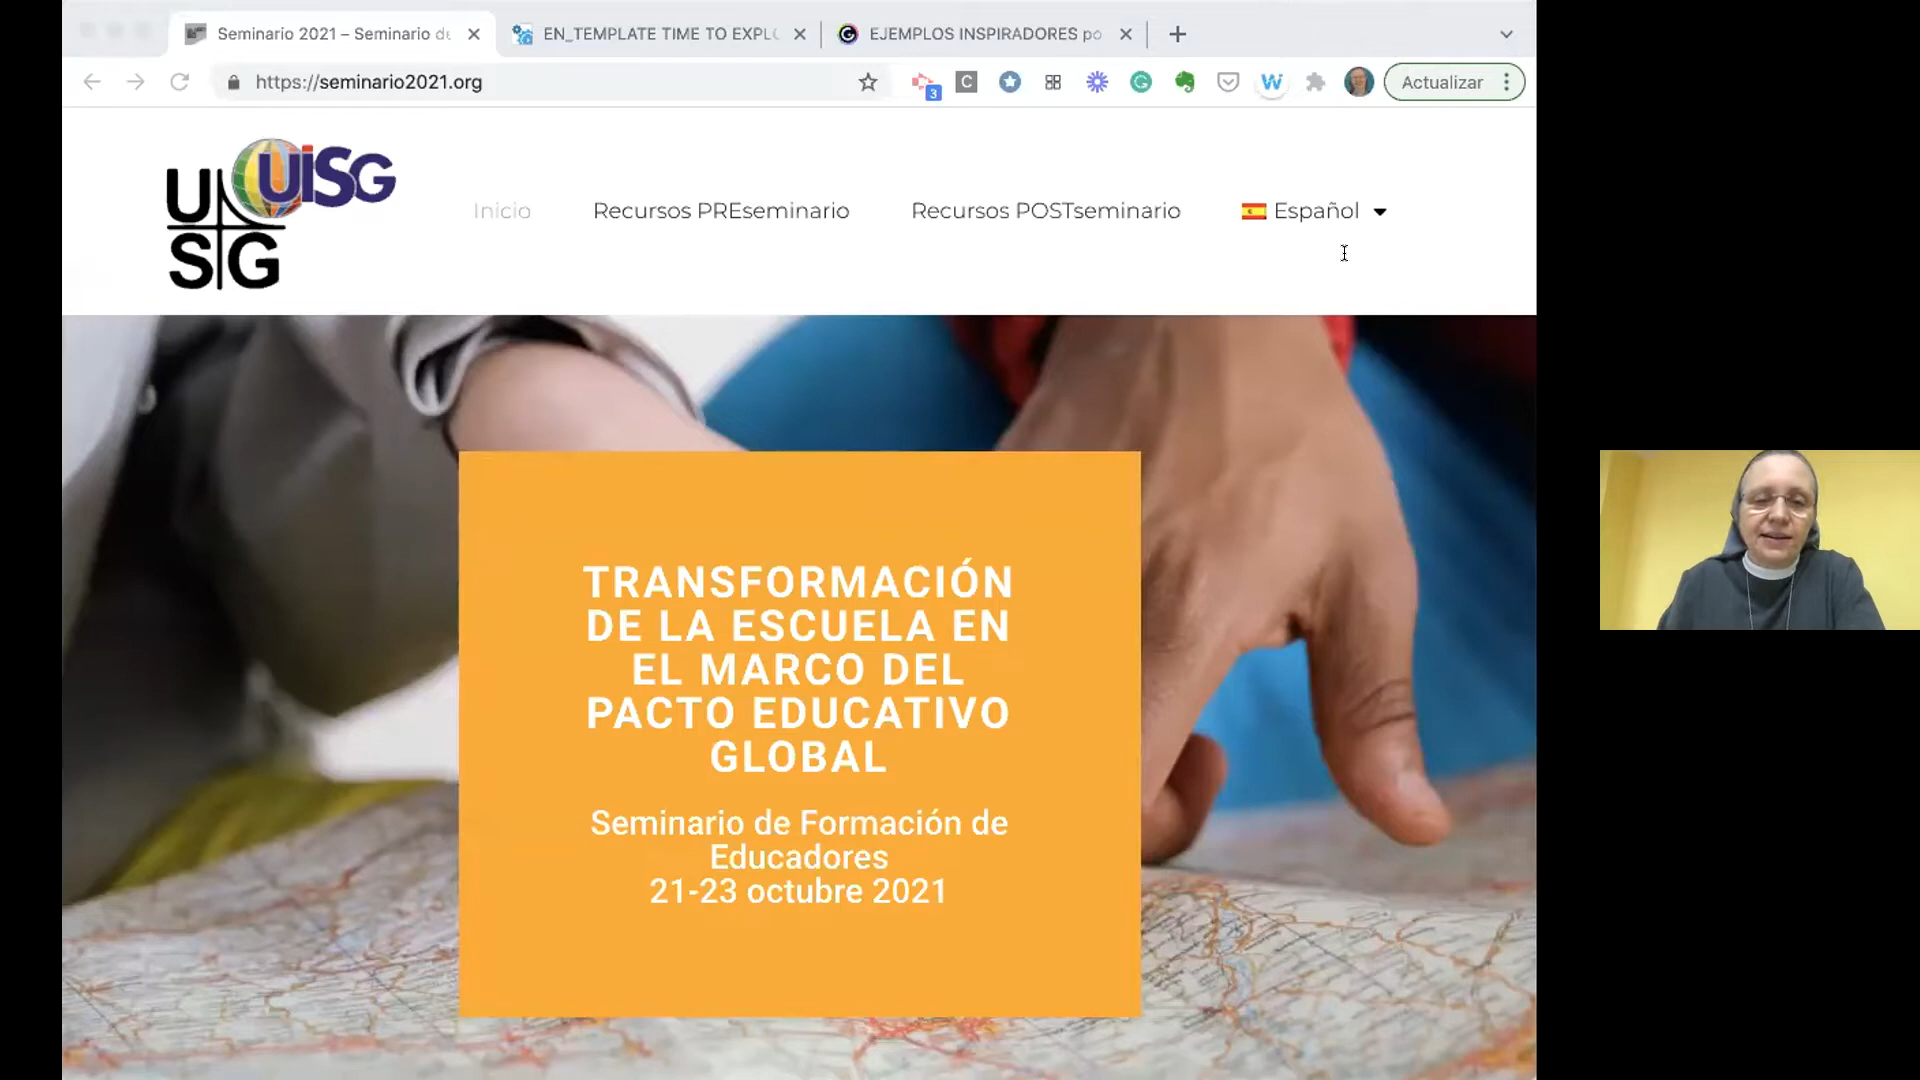 Seminario 2021 – Seminario de
EN_TEMPLATE TIME TO EXPL
EJEMPLOS INSPIRADORES po
https://seminario2021.org
3
C
W
Actualizar
USG
UiSG
Inicio
Recursos PREseminario
Recursos POSTseminario
Español
TRANSFORMACIÓN
DE LA ESCUELA EN
EL MARCO DEL
PACTO EDUCATIVO
GLOBAL
Seminario de Formación de
Educadores
21-23 octubre 2021